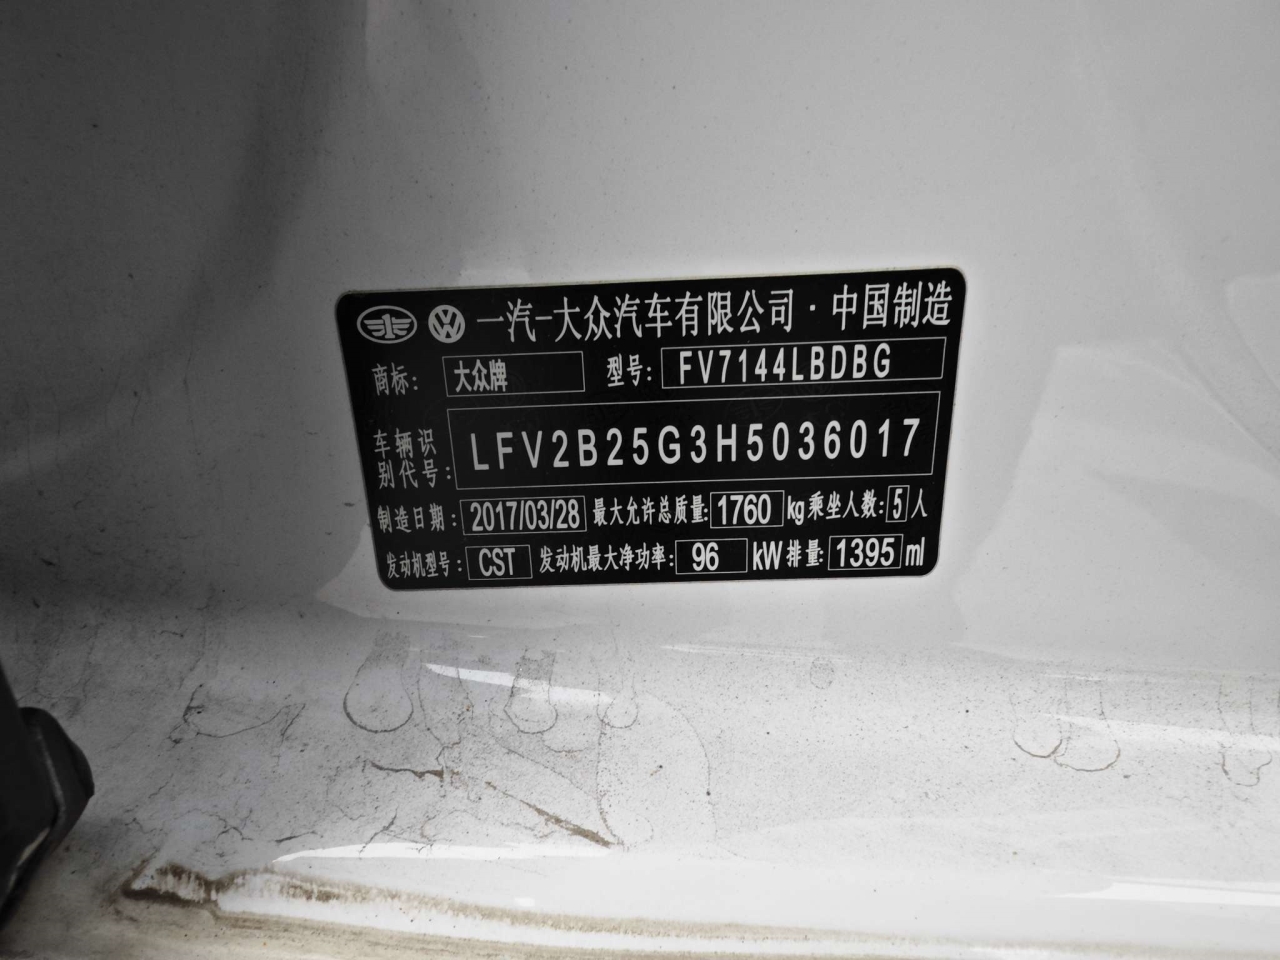 一汽-大众汽车有限公司·中国制造
商标: 大众牌 型号: FV7144LBDBG
车辆识别代号: LFV2B25G3H5036017
制造日期: 2017/03/28 最大允许总质量: 1760 kg 乘坐人数: 5 人
发动机型号: CST 发动机最大净功率: 96 kW 排量: 1395 ml